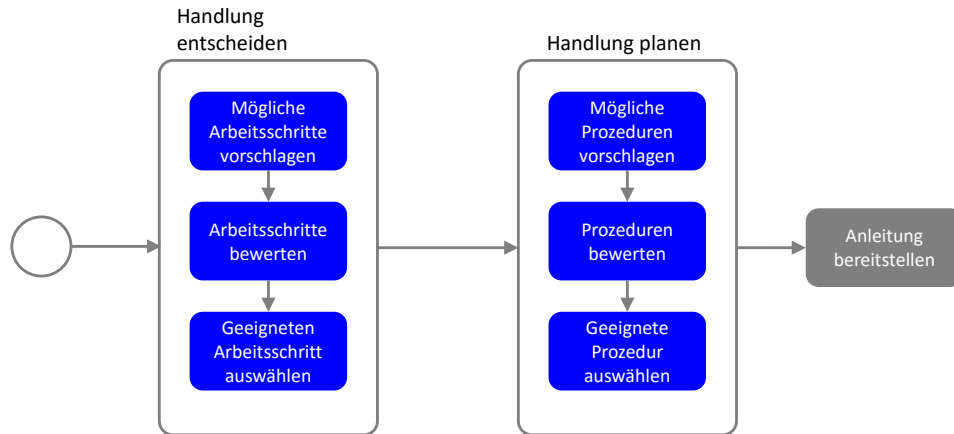 Handlung
entscheiden
Mögliche
Arbeitsschritte
vorschlagen
Arbeitsschritte
bewerten
Geeigneten
Arbeitsschritt
auswählen
Handlung planen
Mögliche
Prozeduren
vorschlagen
Prozeduren
bewerten
Geeignete
Prozedur
auswählen
Anleitung
bereitstellen